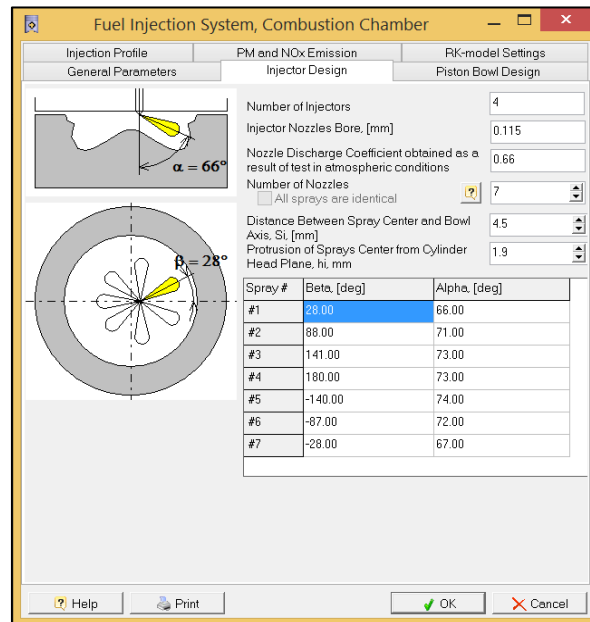 Fuel Injection System, Combustion Chamber
Injection Profile
PM and NOx Emission
RK-model Settings
General Parameters
Injector Design
Piston Bowl Design
α = 66º
β = 28º
Number of Injectors
4
Injector Nozzles Bore, [mm]
0.115
Nozzle Discharge Coefficient obtained as a
result of test in atmospheric conditions
0.66
Number of Nozzles
?
7
All sprays are identical
Distance Between Spray Center and Bowl
Axis, Si, [mm]
4.5
Protrusion of Sprays Center from Cylinder
Head Plane, hi, mm
1.9
Spray # Beta, [deg] Alpha, [deg]
#1 28.00 66.00
#2 88.00 71.00
#3 141.00 73.00
#4 180.00 73.00
#5 -140.00 74.00
#6 -87.00 72.00
#7 -28.00 67.00
? Help
Print
OK
Cancel